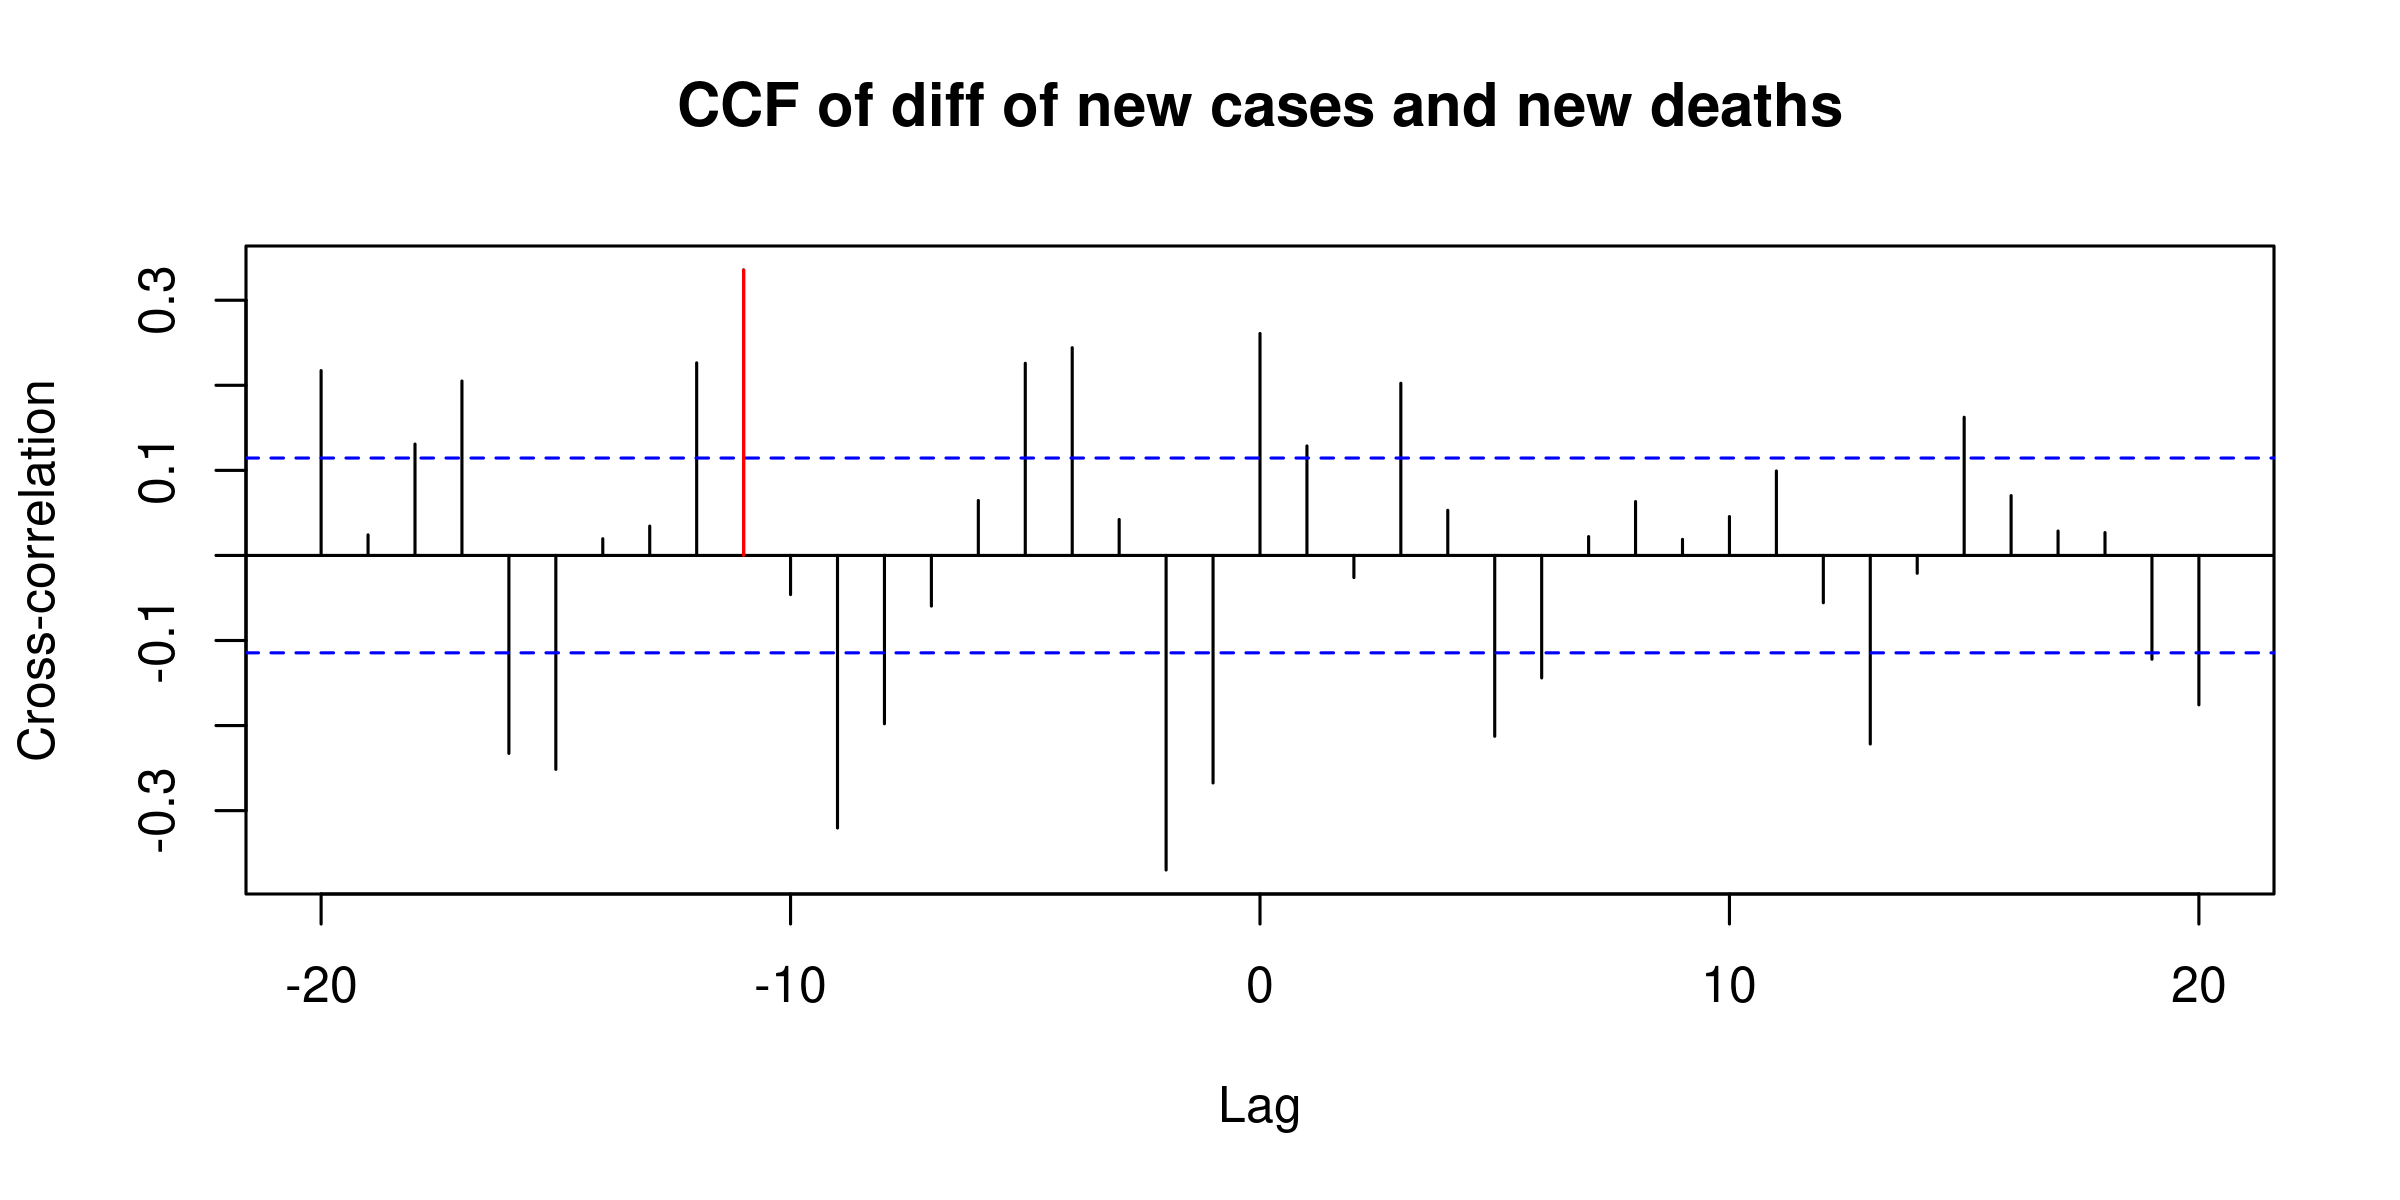 CCF of diff of new cases and new deaths
Cross-correlation
0.3
0.1
-0.1
-0.3
-20 -10 0 10 20
Lag